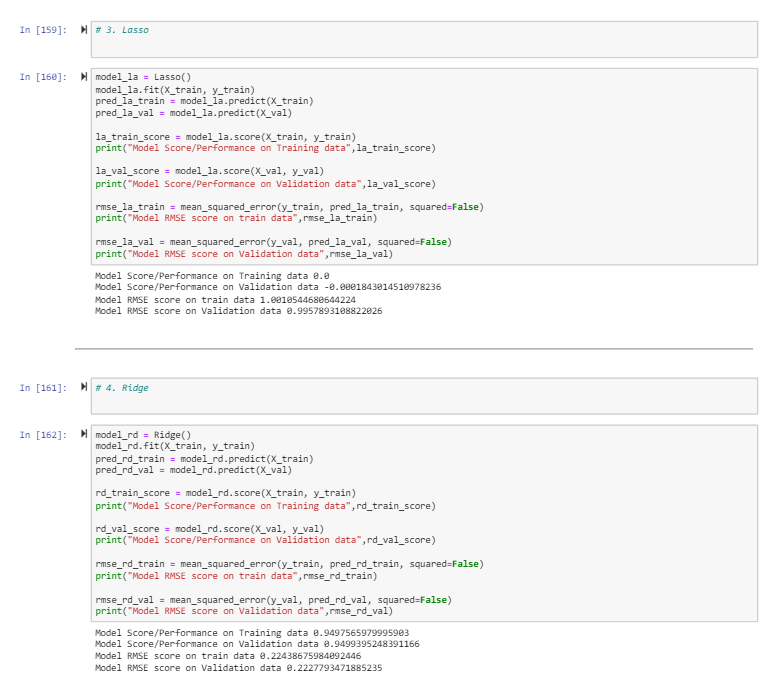 In [159]: # 3. Lasso
In [160]: model_la = Lasso()
model_la.fit(X_train, y_train)
pred_la_train = model_la.predict(X_train)
pred_la_val = model_la.predict(X_val)
la_train_score = model_la.score(X_train, y_train)
print("Model Score/Performance on Training data",la_train_score)
la_val_score = model_la.score(X_val, y_val)
print("Model Score/Performance on Validation data",la_val_score)
rmse_la_train = mean_squared_error(y_train, pred_la_train, squared=False)
print("Model RMSE score on train data",rmse_la_train)
rmse_la_val = mean_squared_error(y_val, pred_la_val, squared=False)
print("Model RMSE score on Validation data",rmse_la_val)
Model Score/Performance on Training data 0.0
Model Score/Performance on Validation data -0.0001843014510978236
Model RMSE score on train data 1.0010544680644224
Model RMSE score on Validation data 0.9957893108822026
In [161]: # 4. Ridge
In [162]: model_rd = Ridge()
model_rd.fit(X_train, y_train)
pred_rd_train = model_rd.predict(X_train)
pred_rd_val = model_rd.predict(X_val)
rd_train_score = model_rd.score(X_train, y_train)
print("Model Score/Performance on Training data",rd_train_score)
rd_val_score = model_rd.score(X_val, y_val)
print("Model Score/Performance on Validation data",rd_val_score)
rmse_rd_train = mean_squared_error(y_train, pred_rd_train, squared=False)
print("Model RMSE score on train data",rmse_rd_train)
rmse_rd_val = mean_squared_error(y_val, pred_rd_val, squared=False)
print("Model RMSE score on Validation data",rmse_rd_val)
Model Score/Performance on Training data 0.9497565979995903
Model Score/Performance on Validation data 0.9499395248391166
Model RMSE score on train data 0.22438675984092446
Model RMSE score on Validation data 0.2227793471885235